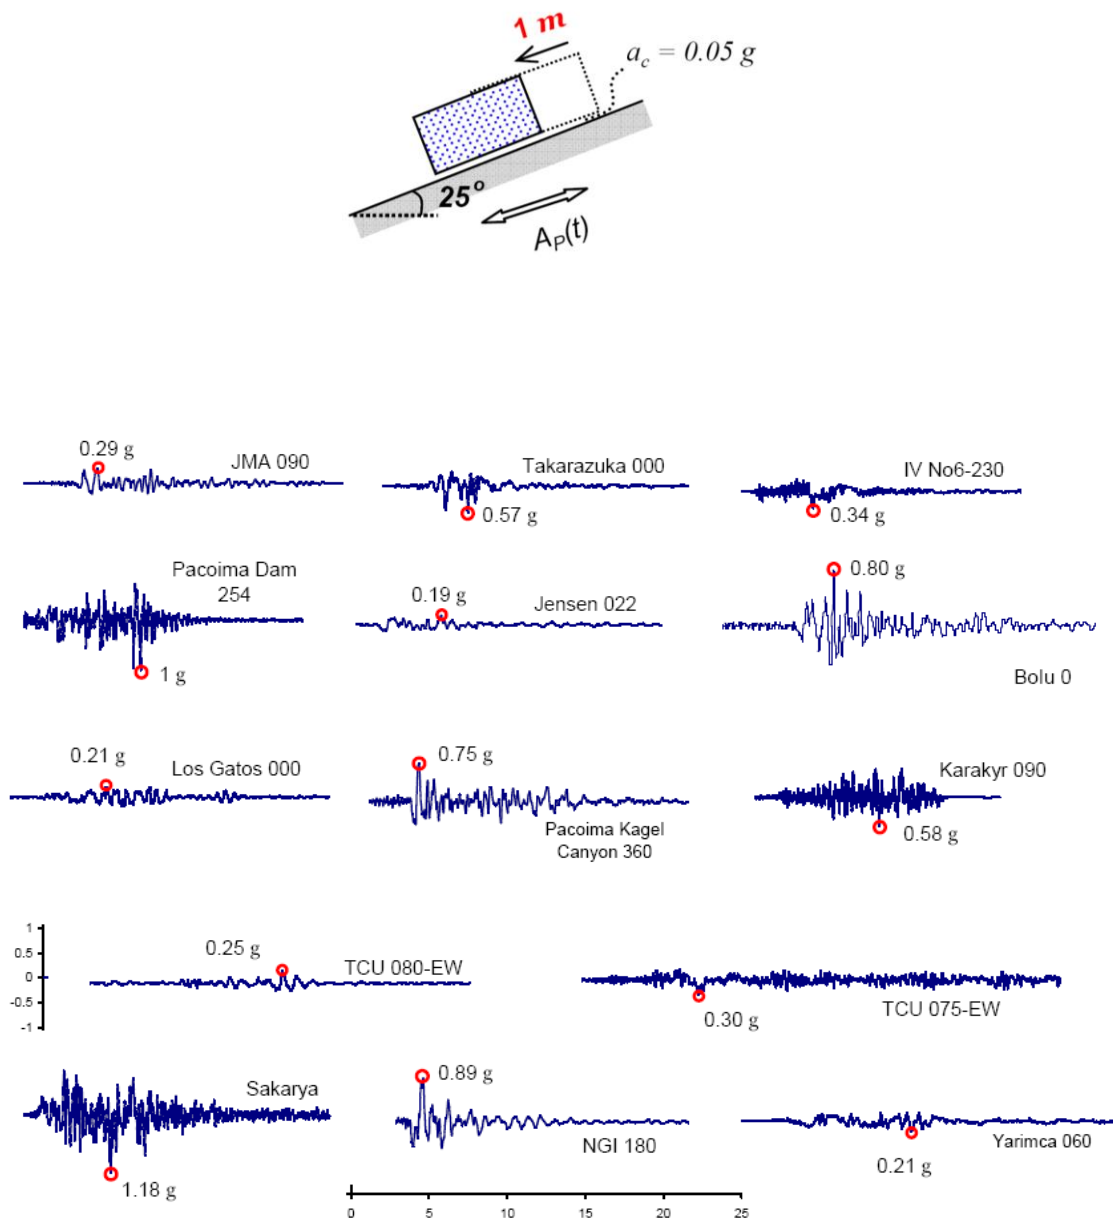 1 m
a_c = 0.05 g
25°
A_P(t)
0.29 g
JMA 090
Takarazuka 000
0.57 g
IV No6-230
0.34 g
Pacoima Dam
254
1 g
0.19 g
Jensen 022
0.80 g
Bolu 0
0.21 g
Los Gatos 000
0.75 g
Pacoima Kagel
Canyon 360
Karakyr 090
0.58 g
1
0.5
0
-0.5
-1
0.25 g
TCU 080-EW
0.30 g
TCU 075-EW
Sakarya
1.18 g
0.89 g
NGI 180
Yarimca 060
0.21 g
0 5 10 15 20 25